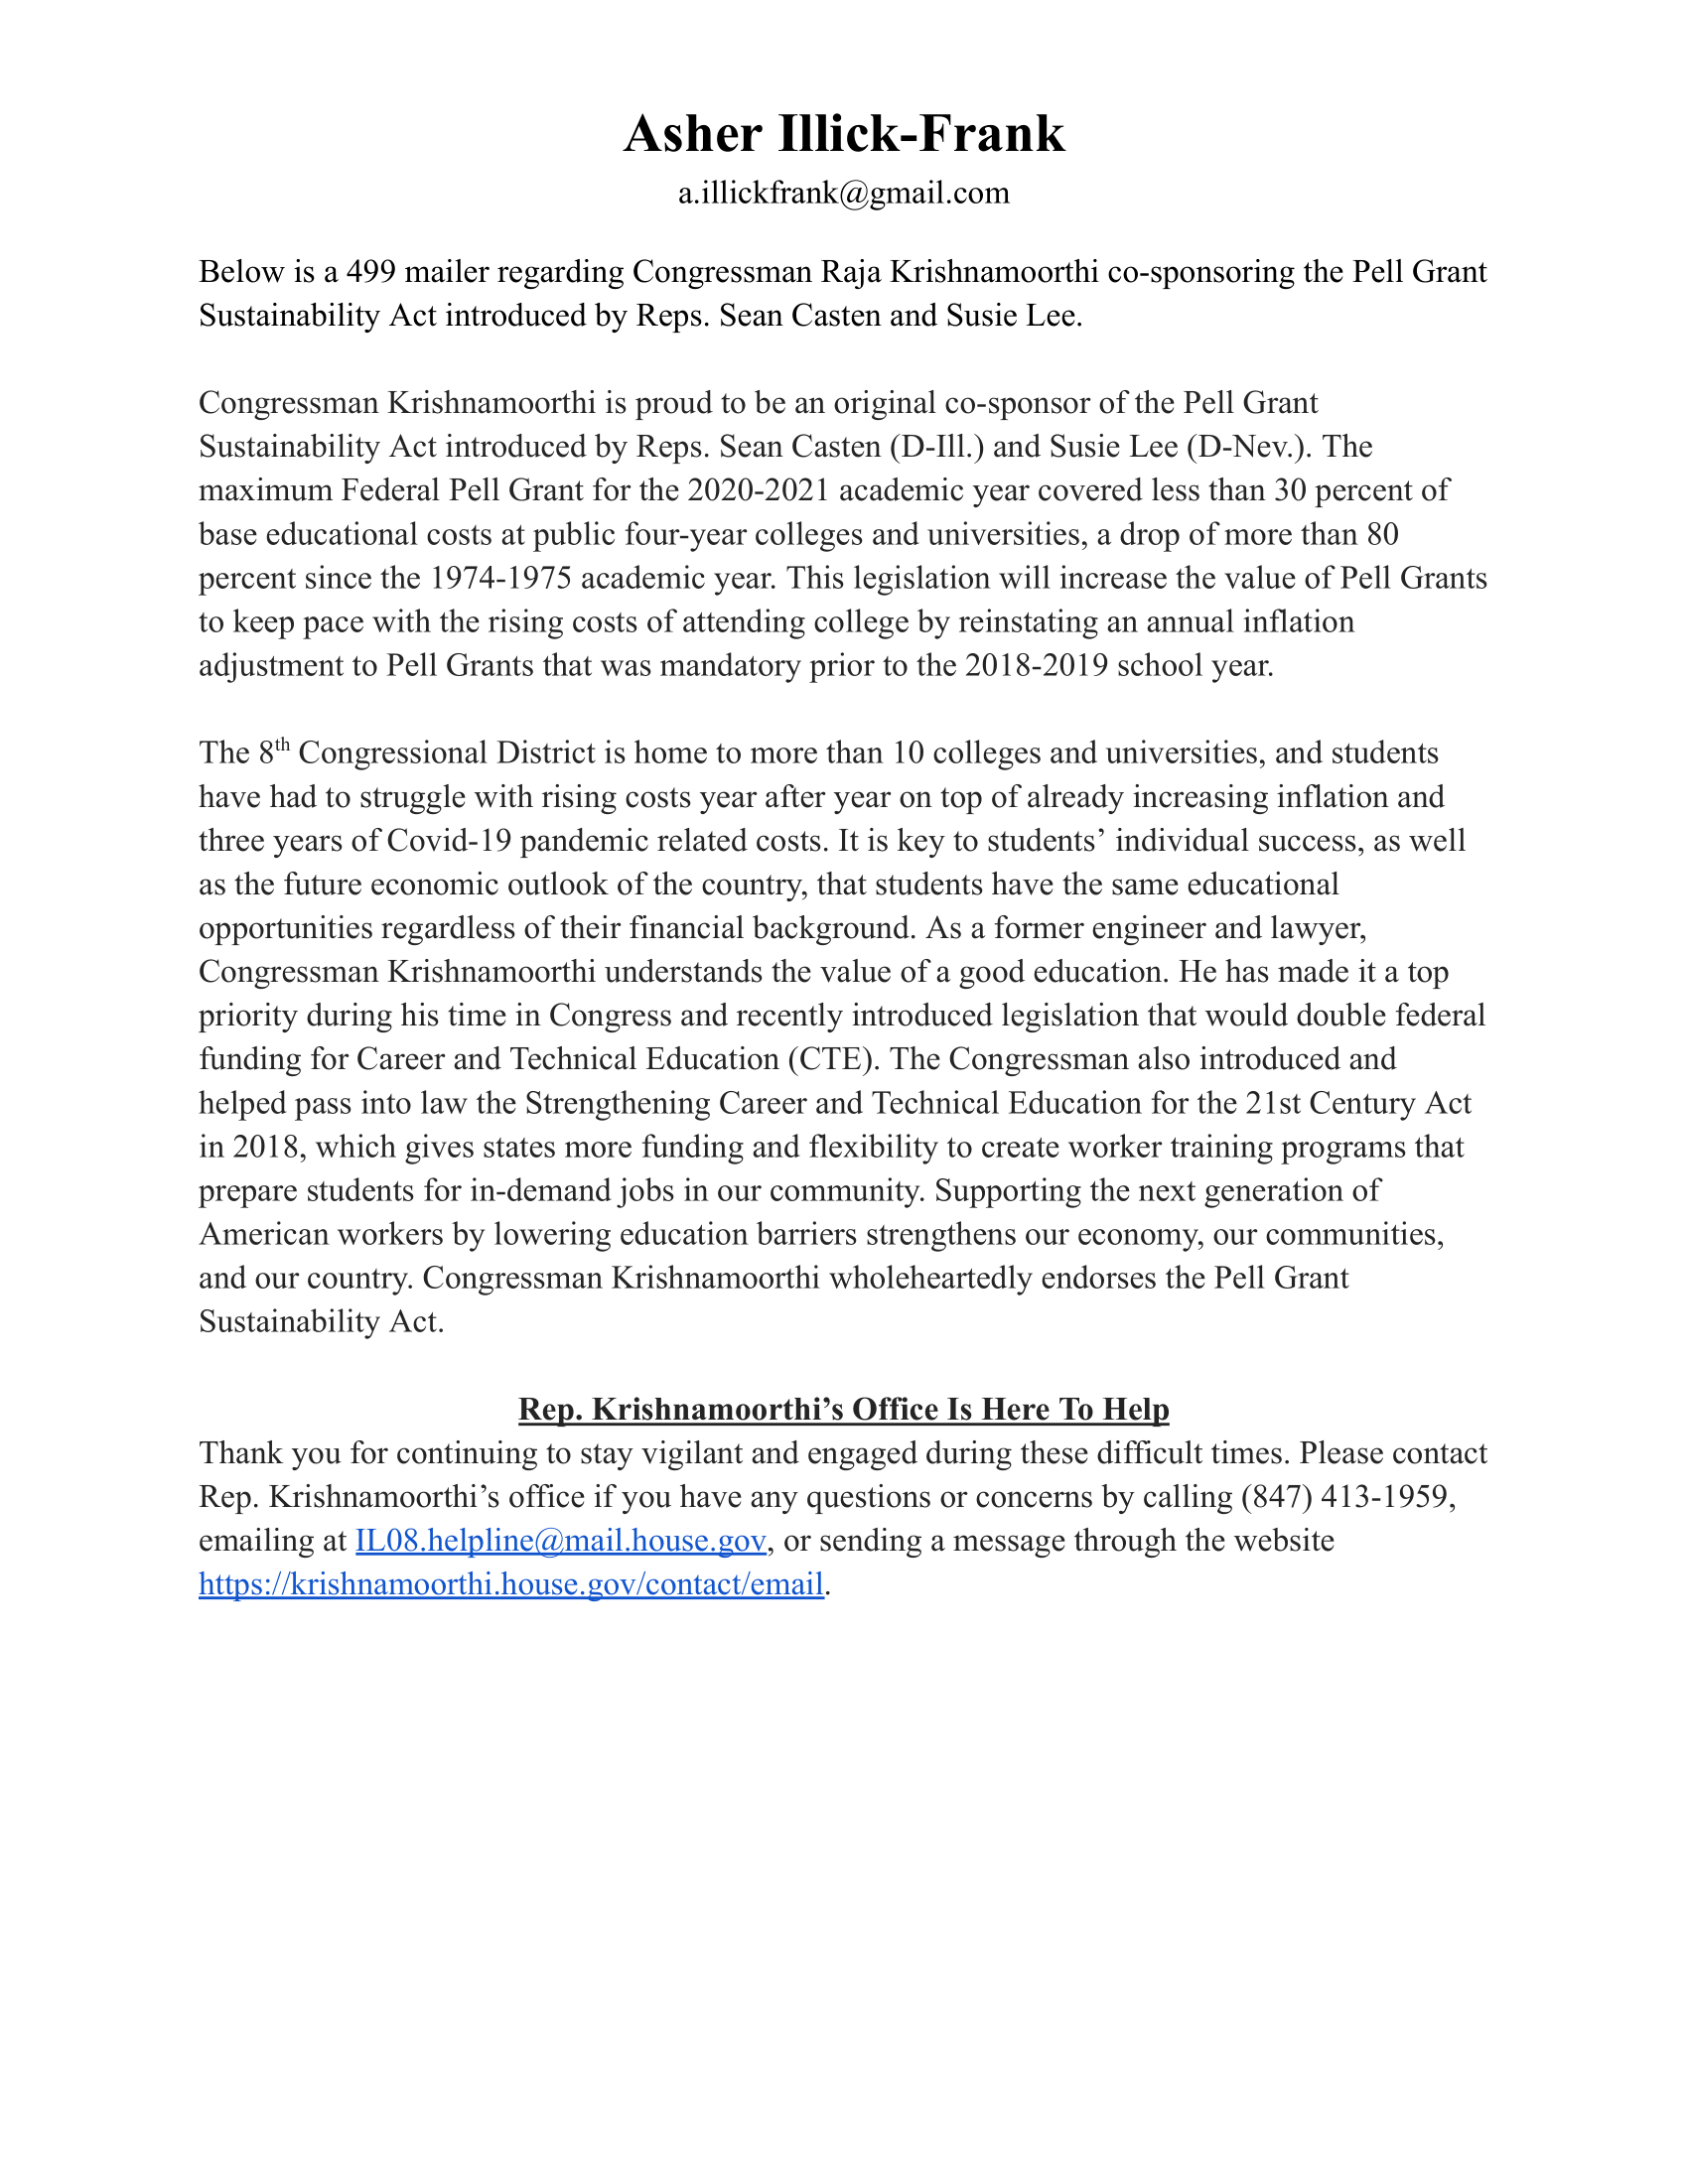 Asher Illick-Frank
a.illickfrank@gmail.com
Below is a 499 mailer regarding Congressman Raja Krishnamoorthi co-sponsoring the Pell Grant
Sustainability Act introduced by Reps. Sean Casten and Susie Lee.
Congressman Krishnamoorthi is proud to be an original co-sponsor of the Pell Grant
Sustainability Act introduced by Reps. Sean Casten (D-Ill.) and Susie Lee (D-Nev.). The
maximum Federal Pell Grant for the 2020-2021 academic year covered less than 30 percent of
base educational costs at public four-year colleges and universities, a drop of more than 80
percent since the 1974-1975 academic year. This legislation will increase the value of Pell Grants
to keep pace with the rising costs of attending college by reinstating an annual inflation
adjustment to Pell Grants that was mandatory prior to the 2018-2019 school year.
The 8th Congressional District is home to more than 10 colleges and universities, and students
have had to struggle with rising costs year after year on top of already increasing inflation and
three years of Covid-19 pandemic related costs. It is key to students’ individual success, as well
as the future economic outlook of the country, that students have the same educational
opportunities regardless of their financial background. As a former engineer and lawyer,
Congressman Krishnamoorthi understands the value of a good education. He has made it a top
priority during his time in Congress and recently introduced legislation that would double federal
funding for Career and Technical Education (CTE). The Congressman also introduced and
helped pass into law the Strengthening Career and Technical Education for the 21st Century Act
in 2018, which gives states more funding and flexibility to create worker training programs that
prepare students for in-demand jobs in our community. Supporting the next generation of
American workers by lowering education barriers strengthens our economy, our communities,
and our country. Congressman Krishnamoorthi wholeheartedly endorses the Pell Grant
Sustainability Act.
Rep. Krishnamoorthi’s Office Is Here To Help
Thank you for continuing to stay vigilant and engaged during these difficult times. Please contact
Rep. Krishnamoorthi’s office if you have any questions or concerns by calling (847) 413-1959,
emailing at IL08.helpline@mail.house.gov, or sending a message through the website
https://krishnamoorthi.house.gov/contact/email.